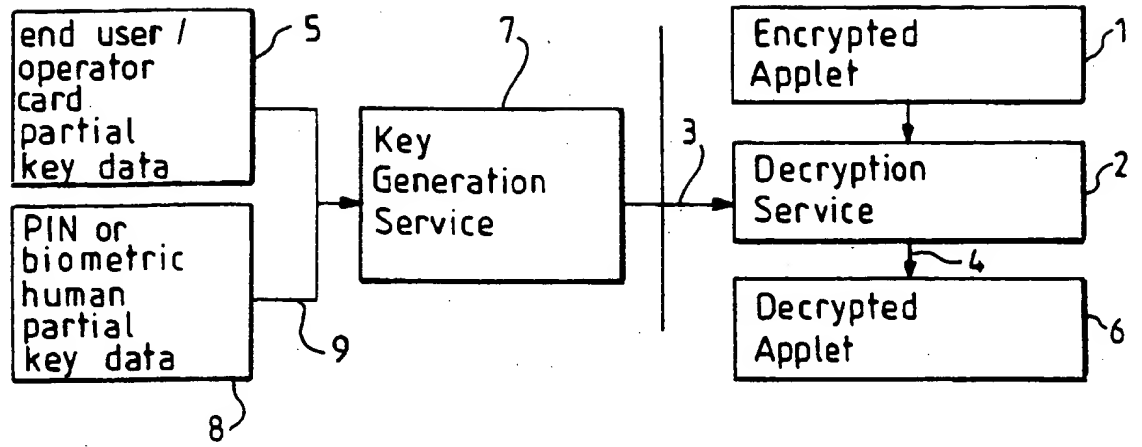 end user /
operator
card
partial
key data
5
PIN or
biometric
human
partial
key data
8
9
7
Key
Generation
Service
3
Encrypted
Applet
1
Decryption
Service
2
4
Decrypted
Applet
6